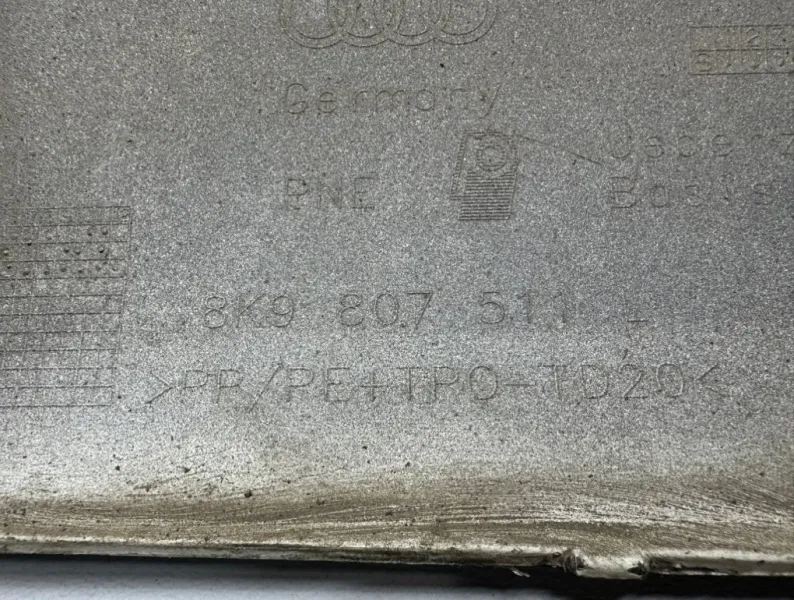 Germany
PNE
8K9 807 511 L
>PP/PE+TPO-TD20<